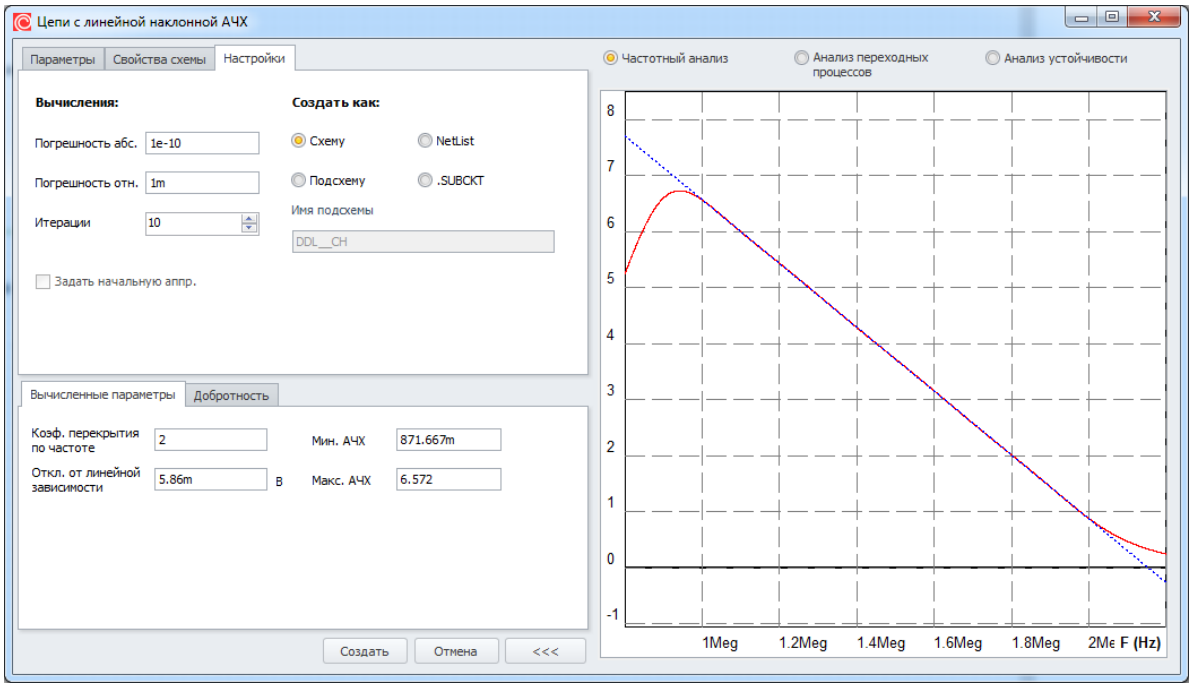 Цепи с линейной наклонной АЧХ
Параметры
Свойства схемы
Настройки
Вычисления:
Погрешность абс.
1e-10
Погрешность отн.
1m
Итерации
10
Задать начальную аппр.
Создать как:
Схему
NetList
Подсхему
.SUBCKT
Имя подсхемы
DDL__CH
Вычисленные параметры
Добротность
Коэф. перекрытия
по частоте
2
Мин. АЧХ
871.667m
Откл. от линейной
зависимости
5.86m
В
Макс. АЧХ
6.572
Создать
Отмена
<<<
Частотный анализ
Анализ переходных
процессов
Анализ устойчивости
8
7
6
5
4
3
2
1
0
-1
1Meg
1.2Meg
1.4Meg
1.6Meg
1.8Meg
2Me
F (Hz)